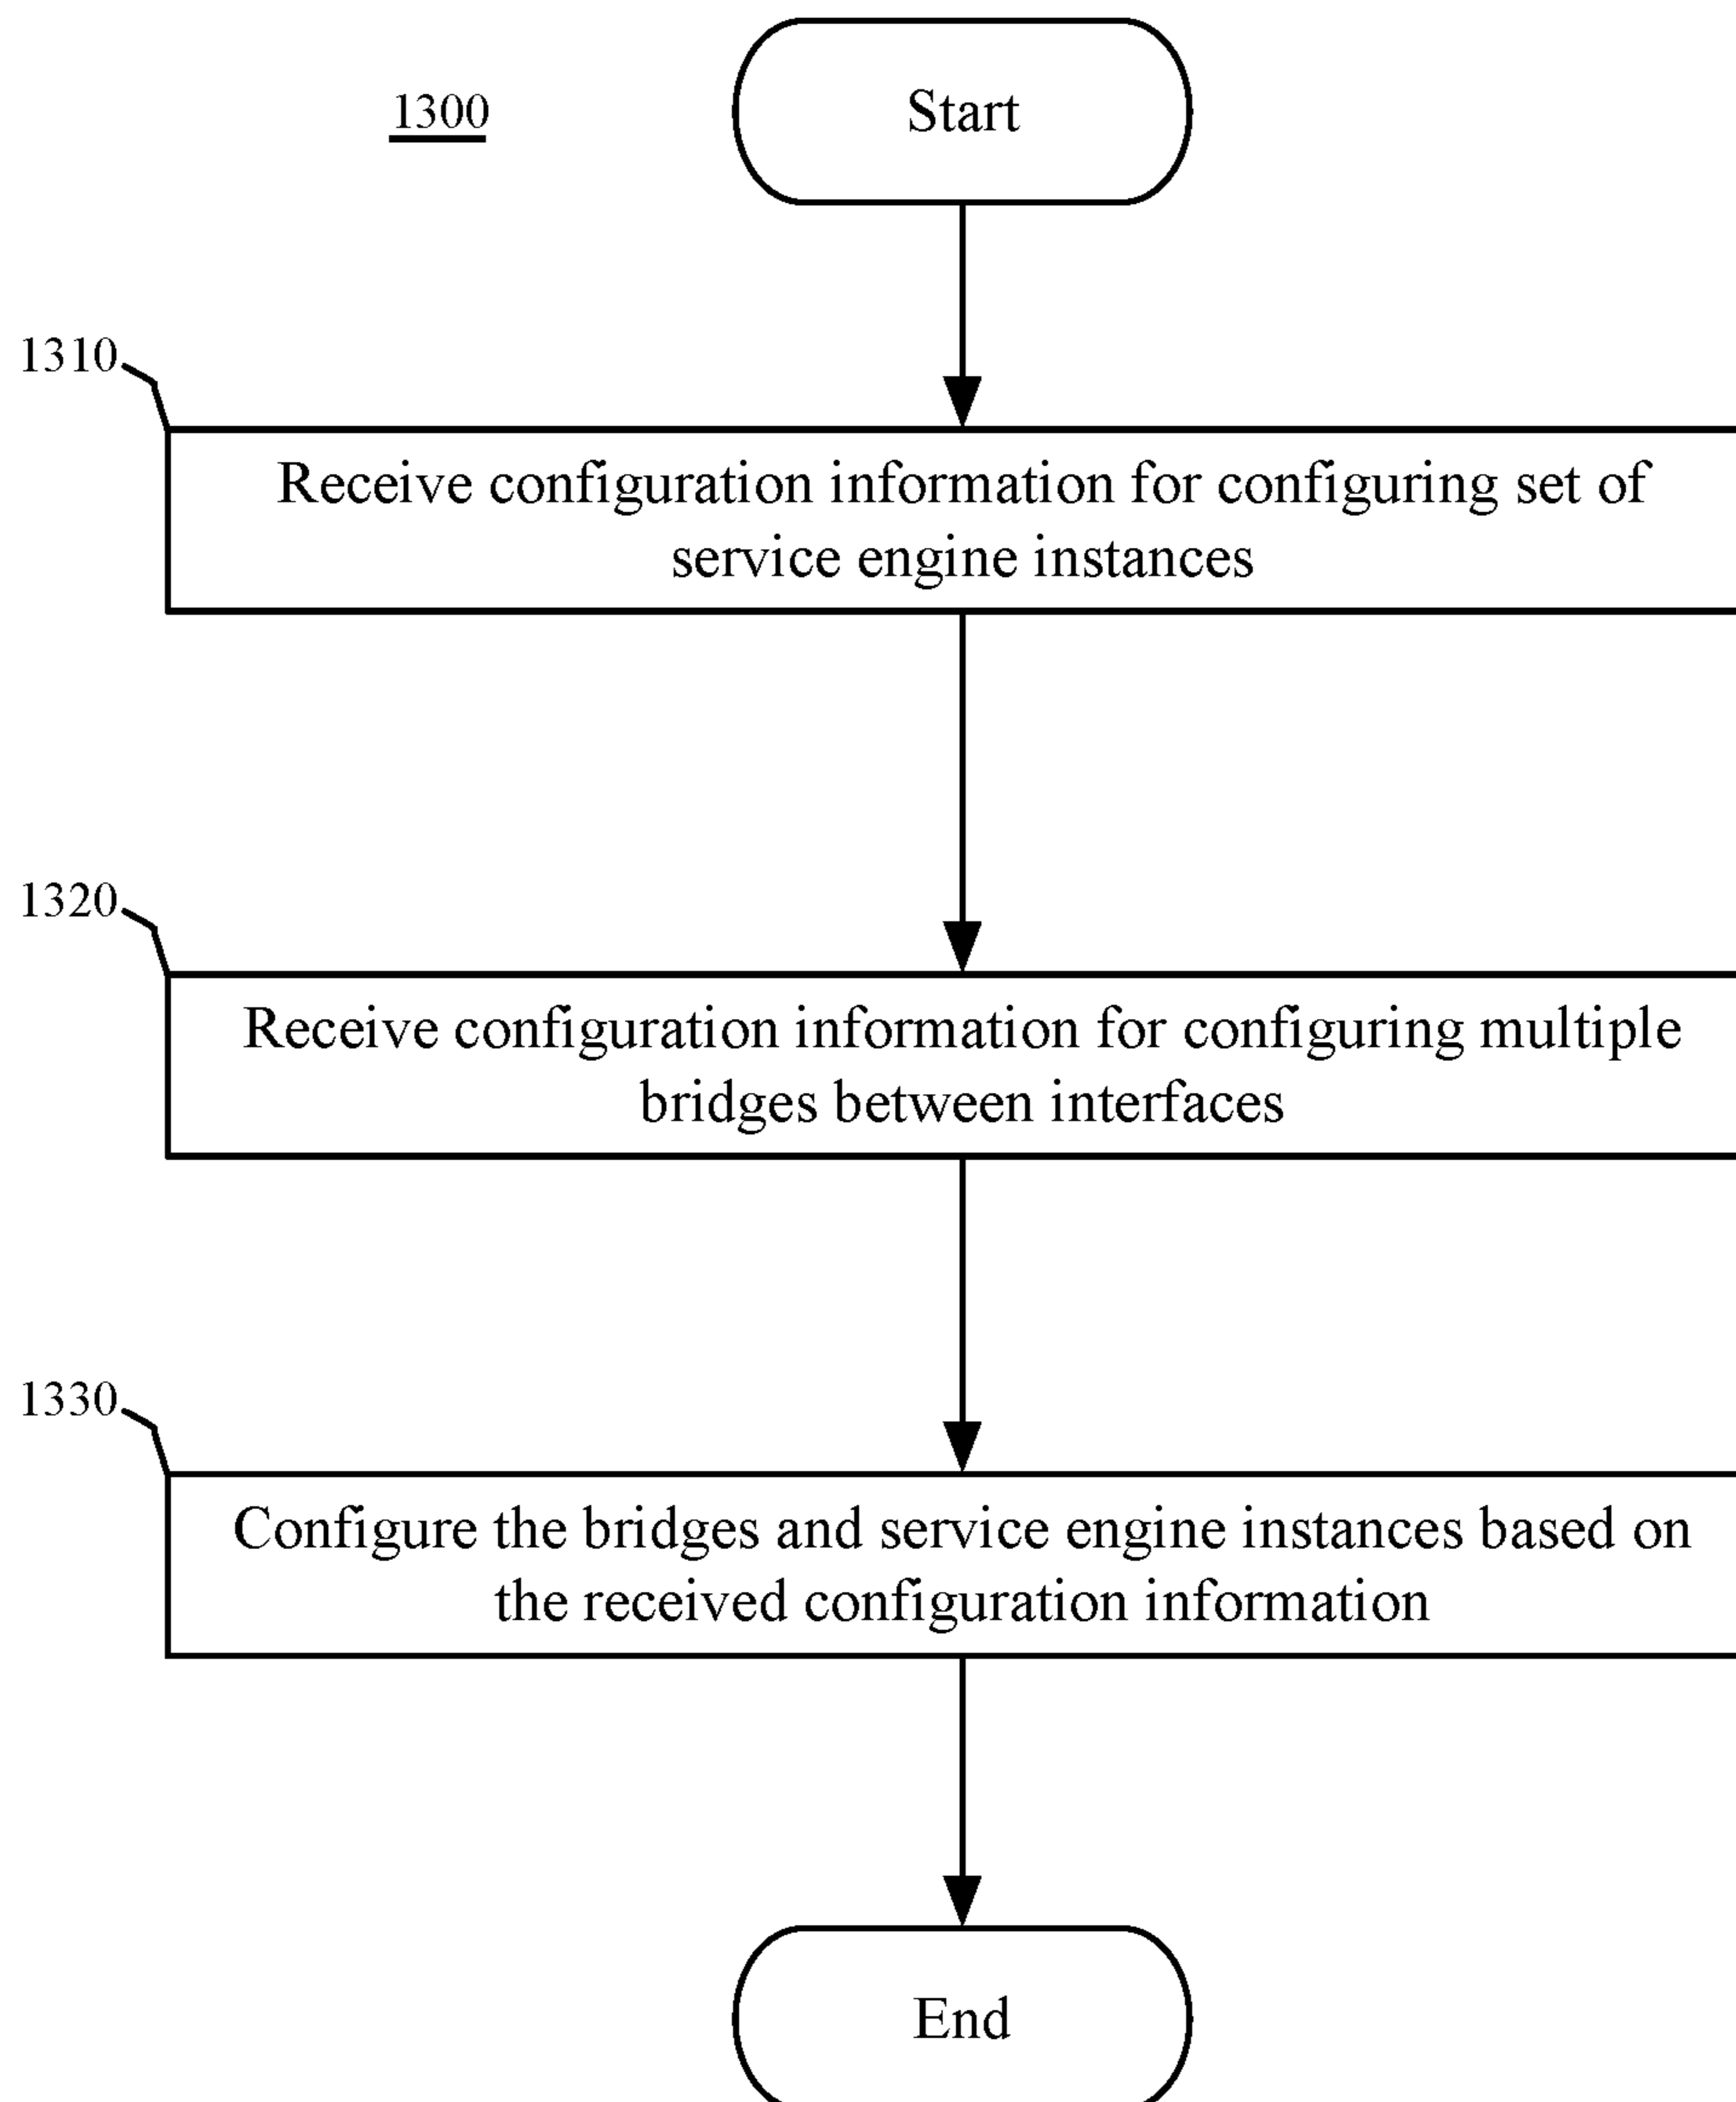 1300
Start
1310
Receive configuration information for configuring set of
service engine instances
1320
Receive configuration information for configuring multiple
bridges between interfaces
1330
Configure the bridges and service engine instances based on
the received configuration information
End